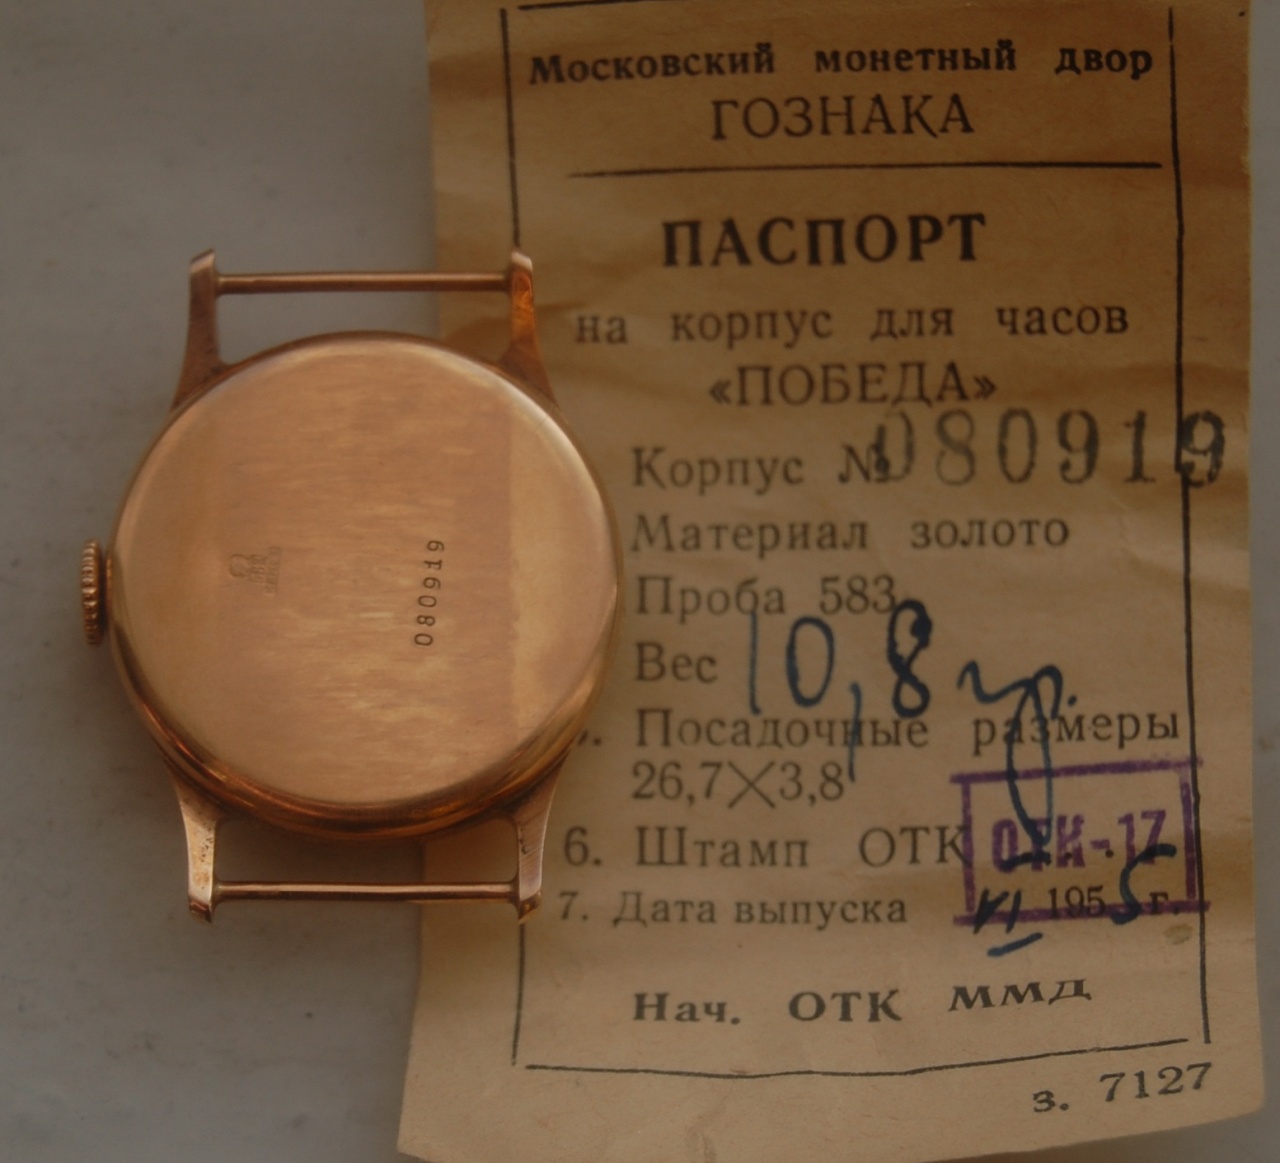 Московский монетный двор
ГОЗНАКА
ПАСПОРТ
на корпус для часов
«ПОБЕДА»
Корпус № 080919
Материал золото
Проба 583
Вес 10,8 гр.
Посадочные размеры
26,7×3,8
6. Штамп ОТК ОТК-17
7. Дата выпуска VI 1955 г.
Нач. ОТК ММД
з. 7127
080919